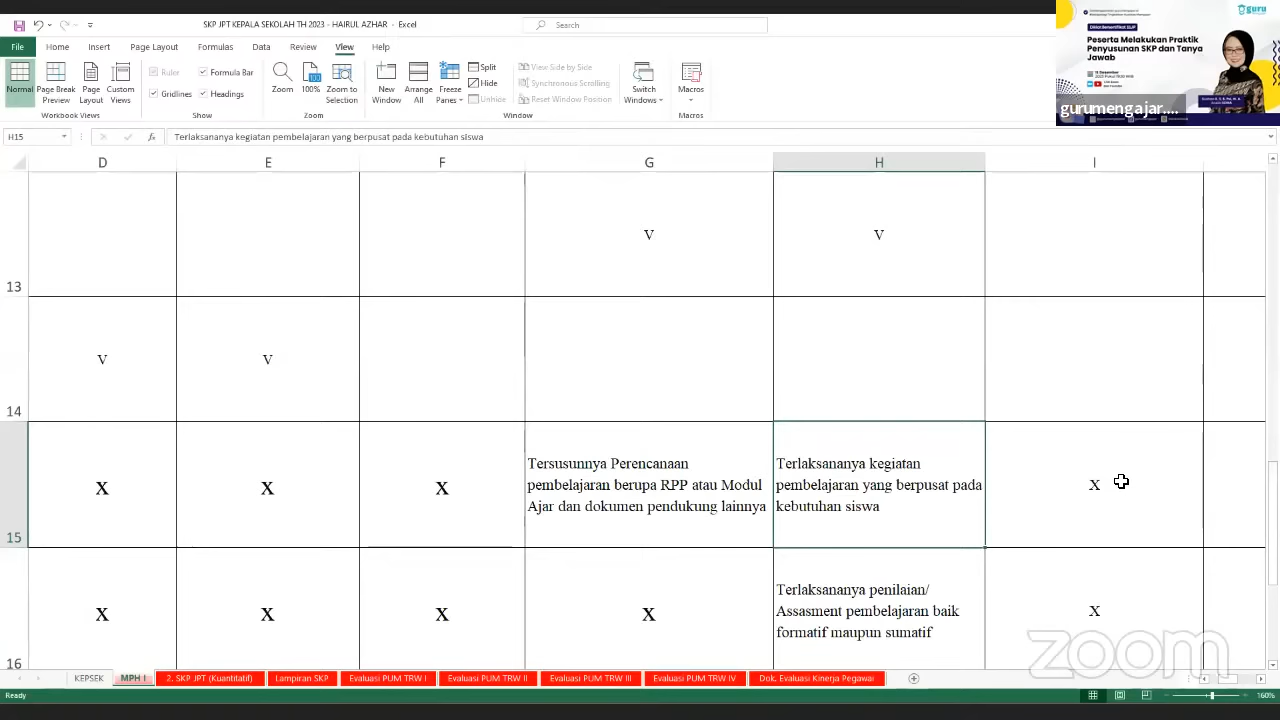 SKP JPT KEPALA SEKOLAH TH 2023 - HAIRUL AZHAR - Excel
Search
File Home Insert Page Layout Formulas Data Review View Help
Normal
Page Break Preview
Page Layout
Custom Views
Workbook Views
Ruler
Formula Bar
Gridlines
Headings
Show
Zoom
100%
Zoom to Selection
Zoom
New Window
Arrange All
Freeze Panes
Split
Hide
Unhide
View Side by Side
Synchronous Scrolling
Reset Window Position
Window
Switch Windows
Macros
Macros
guru
Peserta Melakukan Praktik
Penyusunan SKP dan Tanya
Jawab
gurumengajar....
H15
fx
Terlaksananya kegiatan pembelajaran yang berpusat pada kebutuhan siswa
D E F G H I
13
V V
14
V V
15
X X X
Tersusunnya Perencanaan
pembelajaran berupa RPP atau Modul
Ajar dan dokumen pendukung lainnya
Terlaksananya kegiatan
pembelajaran yang berpusat pada
kebutuhan siswa
X
16
X X X X
Terlaksananya penilaian/
Assasment pembelajaran baik
formatif maupun sumatif
X
zoom
KEPSEK
MPH I
2. SKP JPT (Kuantitatif)
Lampiran SKP
Evaluasi PUM TRW I
Evaluasi PUM TRW II
Evaluasi PUM TRW III
Evaluasi PUM TRW IV
Dok. Evaluasi Kinerja Pegawai
Ready
160%